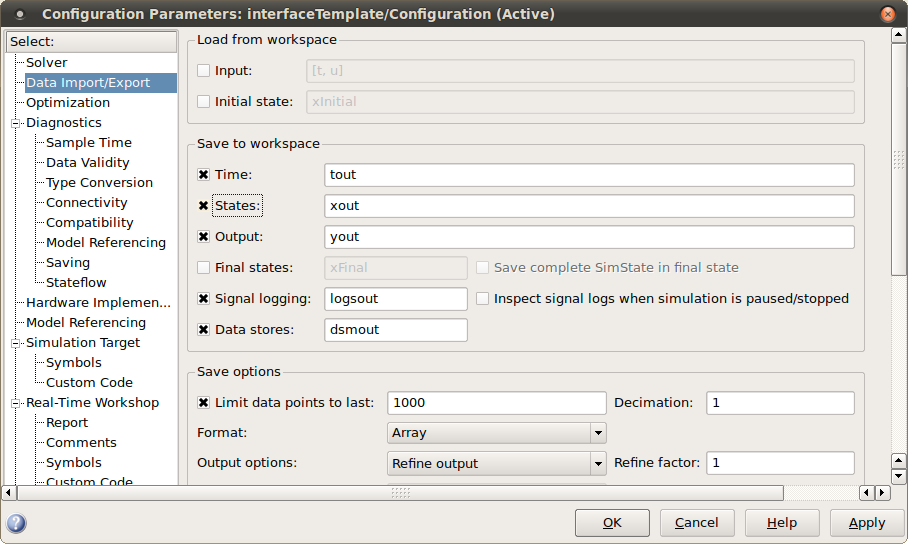 Configuration Parameters: interfaceTemplate/Configuration (Active)
Select:
Solver
Data Import/Export
Optimization
Diagnostics
Sample Time
Data Validity
Type Conversion
Connectivity
Compatibility
Model Referencing
Saving
Stateflow
Hardware Implemen...
Model Referencing
Simulation Target
Symbols
Custom Code
Real-Time Workshop
Report
Comments
Symbols
Custom Code
Load from workspace
Input: [t, u]
Initial state: xInitial
Save to workspace
Time: tout
States: xout
Output: yout
Final states: xFinal Save complete SimState in final state
Signal logging: logsout Inspect signal logs when simulation is paused/stopped
Data stores: dsmout
Save options
Limit data points to last: 1000 Decimation: 1
Format: Array
Output options: Refine output Refine factor: 1
? OK Cancel Help Apply